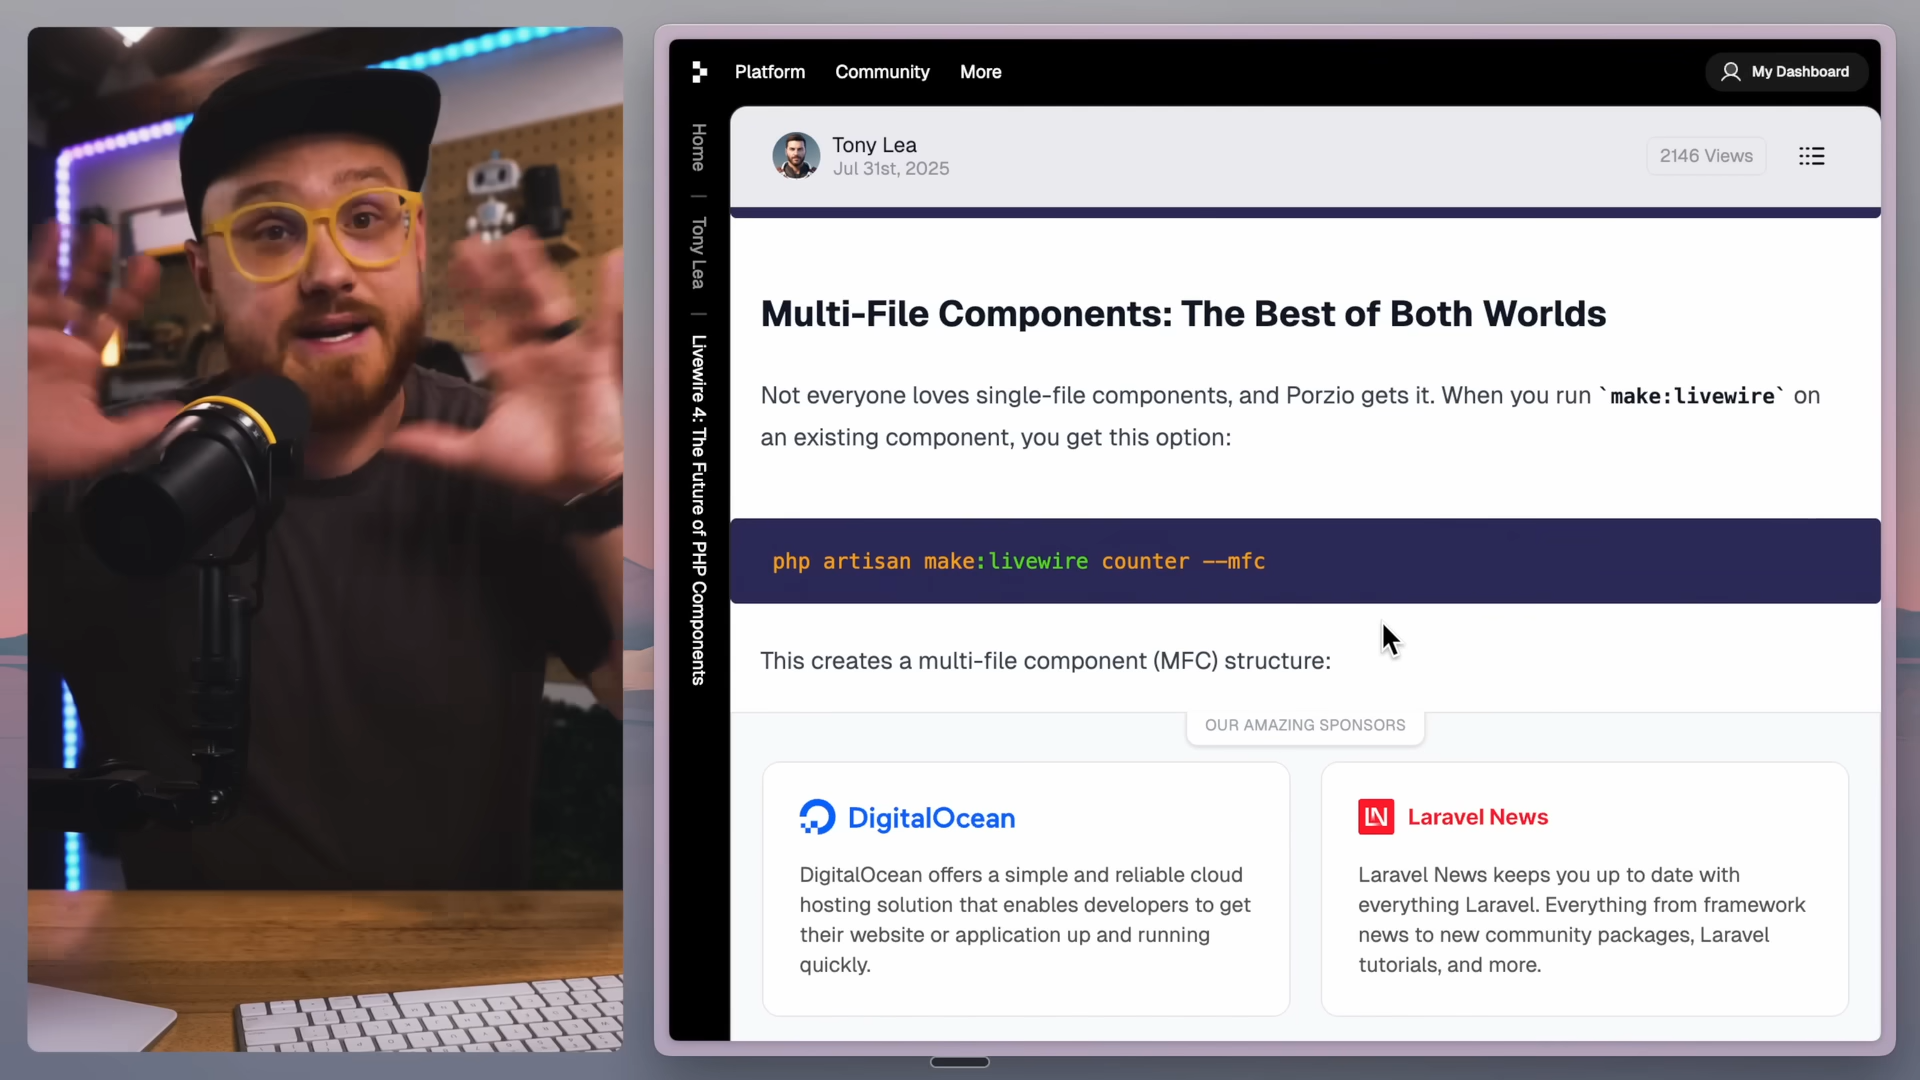 Platform
Community
More
My Dashboard
Home | Tony Lea | Livewire 4: The Future of PHP Components
Tony Lea
Jul 31st, 2025
2146 Views
Multi-File Components: The Best of Both Worlds
Not everyone loves single-file components, and Porzio gets it. When you run `make:livewire` on
an existing component, you get this option:
php artisan make:livewire counter --mfc
This creates a multi-file component (MFC) structure:
OUR AMAZING SPONSORS
DigitalOcean
DigitalOcean offers a simple and reliable cloud
hosting solution that enables developers to get
their website or application up and running
quickly.
LN Laravel News
Laravel News keeps you up to date with
everything Laravel. Everything from framework
news to new community packages, Laravel
tutorials, and more.